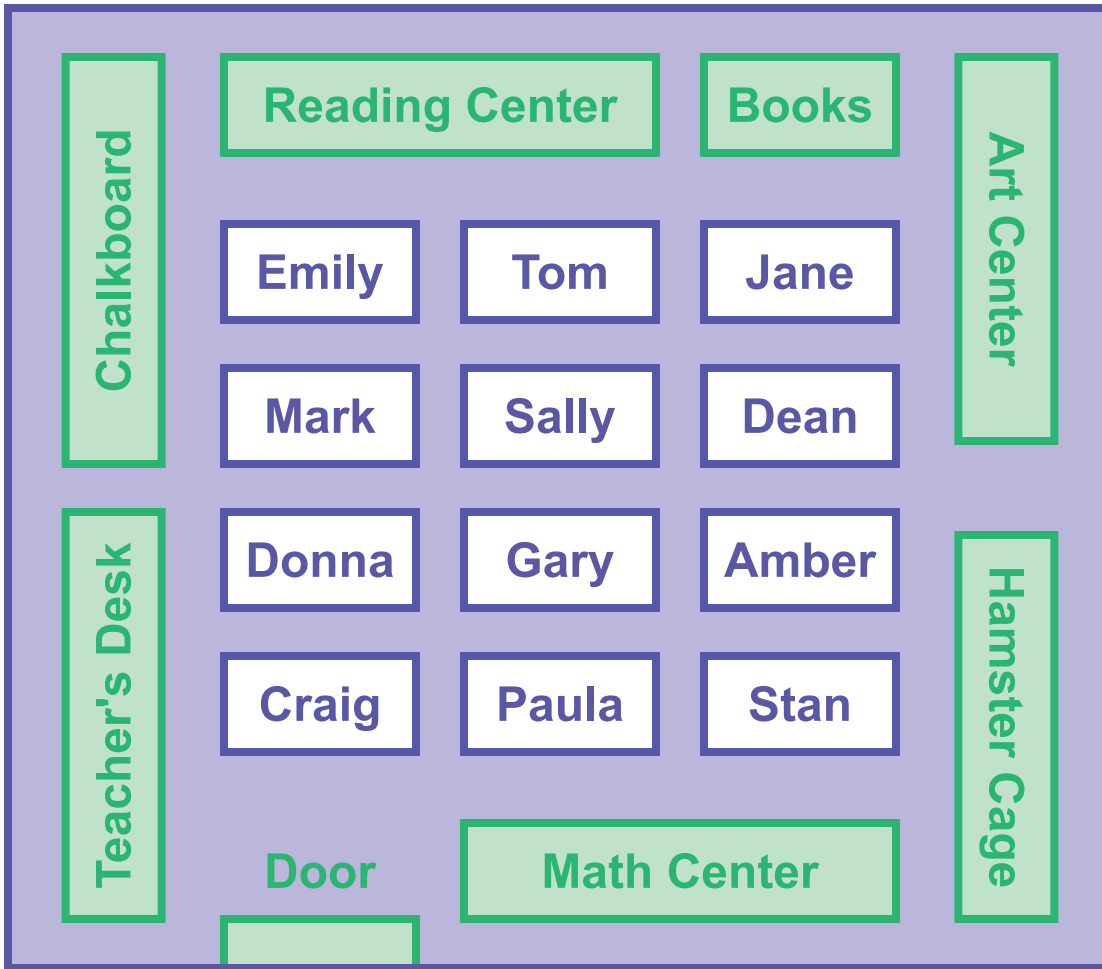 Chalkboard
Reading Center
Books
Art Center
Emily
Tom
Jane
Mark
Sally
Dean
Teacher's Desk
Donna
Gary
Amber
Hamster Cage
Craig
Paula
Stan
Door
Math Center